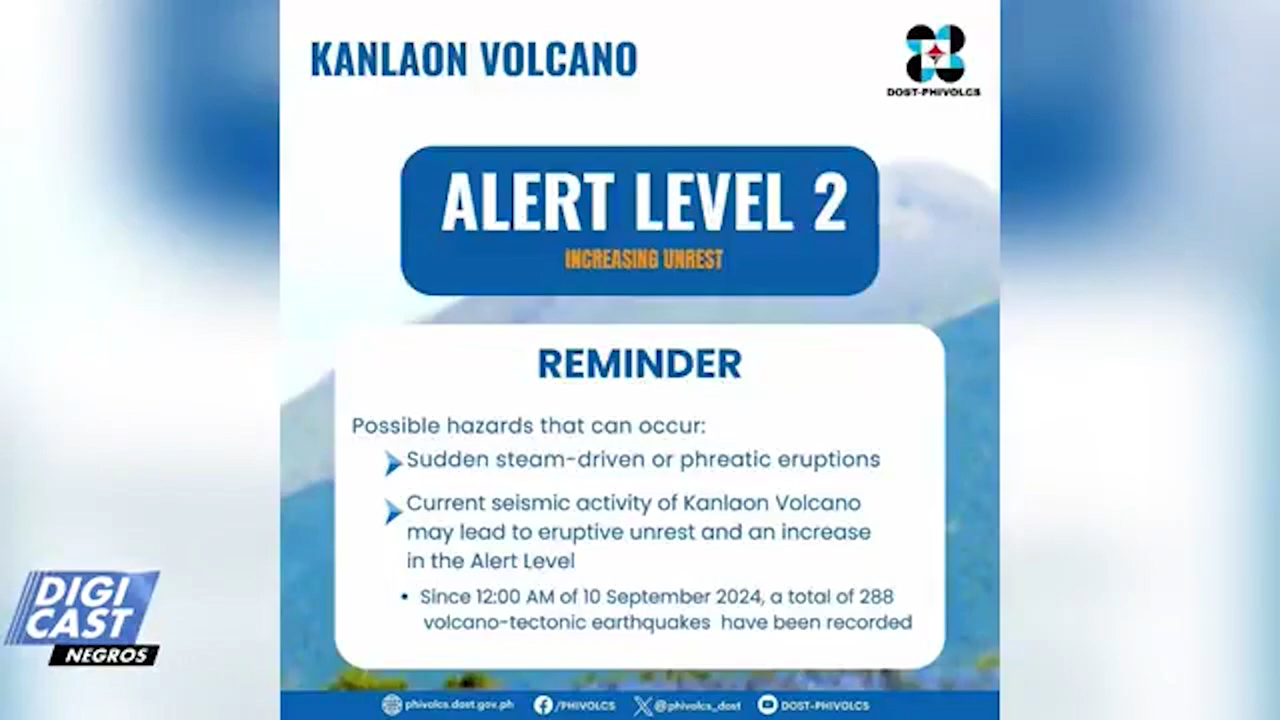 KANLAON VOLCANO
DOST-PHIVOLCS
ALERT LEVEL 2
INCREASING UNREST
REMINDER
Possible hazards that can occur:
Sudden steam-driven or phreatic eruptions
Current seismic activity of Kanlaon Volcano
may lead to eruptive unrest and an increase
in the Alert Level
• Since 12:00 AM of 10 September 2024, a total of 288
volcano-tectonic earthquakes have been recorded
DIGI
CAST
NEGROS
phivolcs.dost.gov.ph /PHIVOLCS @phivolcs_dost DOST-PHIVOLCS